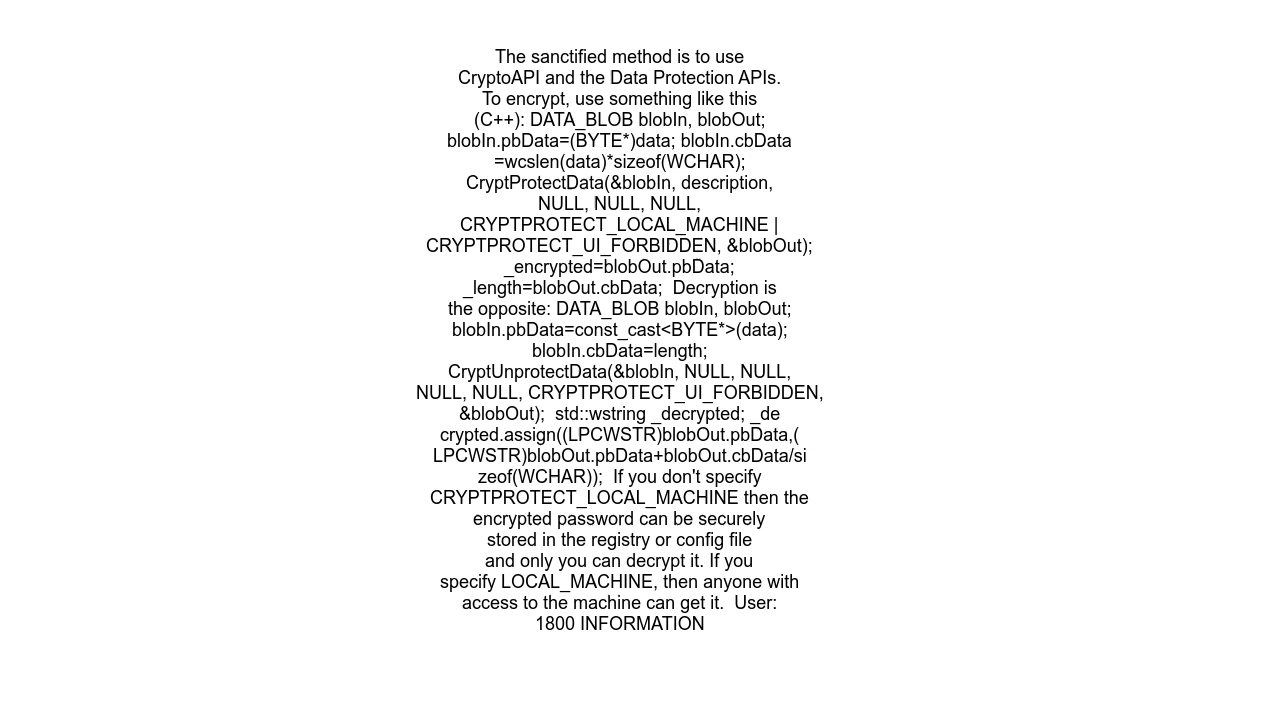 The sanctified method is to use
CryptoAPI and the Data Protection APIs.
To encrypt, use something like this
(C++): DATA_BLOB blobIn, blobOut;
blobIn.pbData=(BYTE*)data; blobIn.cbData
=wcslen(data)*sizeof(WCHAR);
CryptProtectData(&blobIn, description,
NULL, NULL, NULL,
CRYPTPROTECT_LOCAL_MACHINE |
CRYPTPROTECT_UI_FORBIDDEN, &blobOut);
_encrypted=blobOut.pbData;
_length=blobOut.cbData;  Decryption is
the opposite: DATA_BLOB blobIn, blobOut;
blobIn.pbData=const_cast<BYTE*>(data);
blobIn.cbData=length;
CryptUnprotectData(&blobIn, NULL, NULL,
NULL, NULL, CRYPTPROTECT_UI_FORBIDDEN,
&blobOut);  std::wstring _decrypted; _de
crypted.assign((LPCWSTR)blobOut.pbData,(
LPCWSTR)blobOut.pbData+blobOut.cbData/si
zeof(WCHAR));  If you don't specify
CRYPTPROTECT_LOCAL_MACHINE then the
encrypted password can be securely
stored in the registry or config file
and only you can decrypt it. If you
specify LOCAL_MACHINE, then anyone with
access to the machine can get it.  User:
1800 INFORMATION